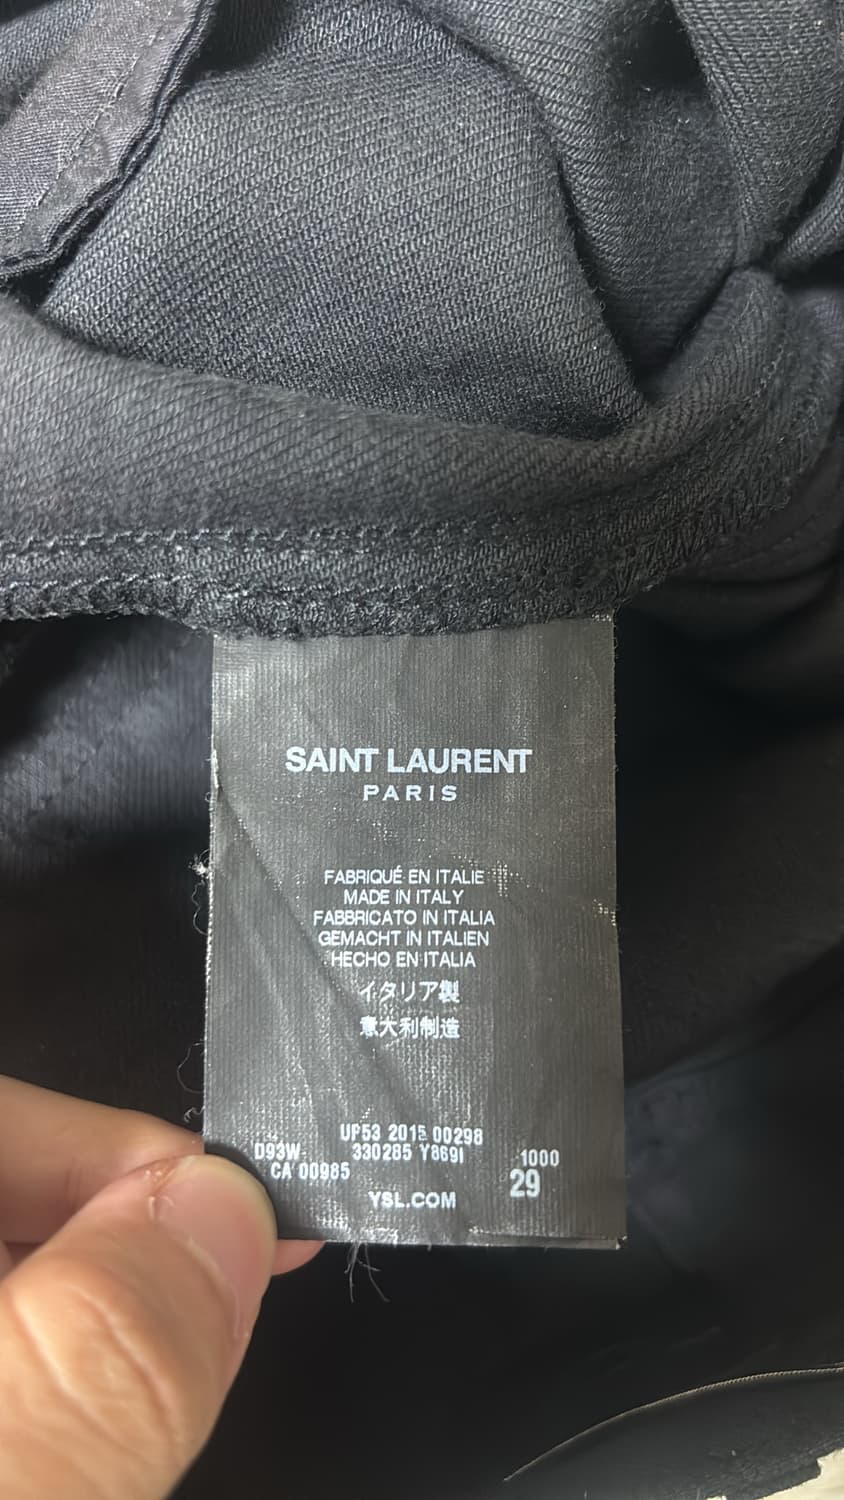 SAINT LAURENT
PARIS
FABRIQUÉ EN ITALIE
MADE IN ITALY
FABBRICATO IN ITALIA
GEMACHT IN ITALIEN
HECHO EN ITALIA
イタリア製
意大利制造
UP53 2015 00298
D93W 330285 Y869I 1000
CA 00985 29
YSL.COM